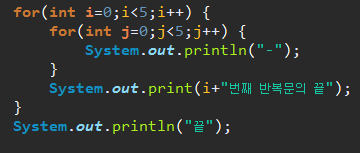 for(int i=0;i<5;i++) {
    for(int j=0;j<5;j++) {
        System.out.println("-");
    }
    System.out.print(i+"번째 반복문의 끝");
}
System.out.println("끝");